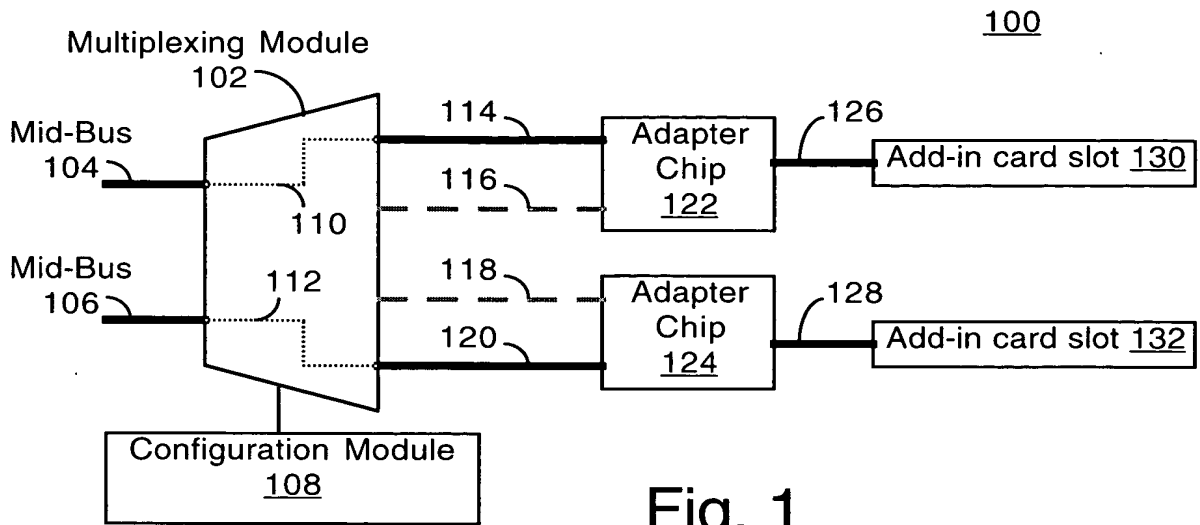 100
Multiplexing Module
102
Mid-Bus
104
110
114
116
Adapter
Chip
122
126
Add-in card slot 130
Mid-Bus
106
112
118
120
Adapter
Chip
124
128
Add-in card slot 132
Configuration Module
108
Fig. 1